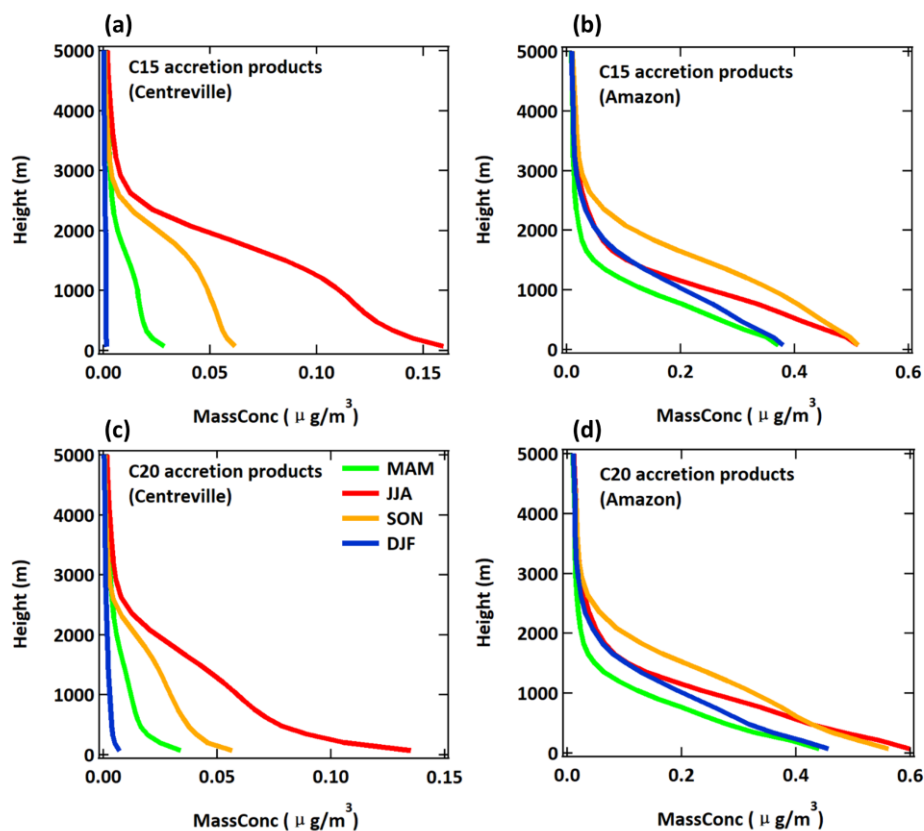 (a)
C15 accretion products
(Centreville)
5000
4000
3000
2000
1000
0
Height (m)
0.00
0.05
0.10
0.15
MassConc ( μ g/m³)
(b)
C15 accretion products
(Amazon)
5000
4000
3000
2000
1000
0
Height (m)
0.0
0.2
0.4
0.6
MassConc ( μ g/m³)
(c)
C20 accretion products
(Centreville)
MAM
JJA
SON
DJF
5000
4000
3000
2000
1000
0
Height (m)
0.00
0.05
0.10
0.15
MassConc ( μ g/m³)
(d)
C20 accretion products
(Amazon)
5000
4000
3000
2000
1000
0
Height (m)
0.0
0.2
0.4
0.6
MassConc ( μ g/m³)